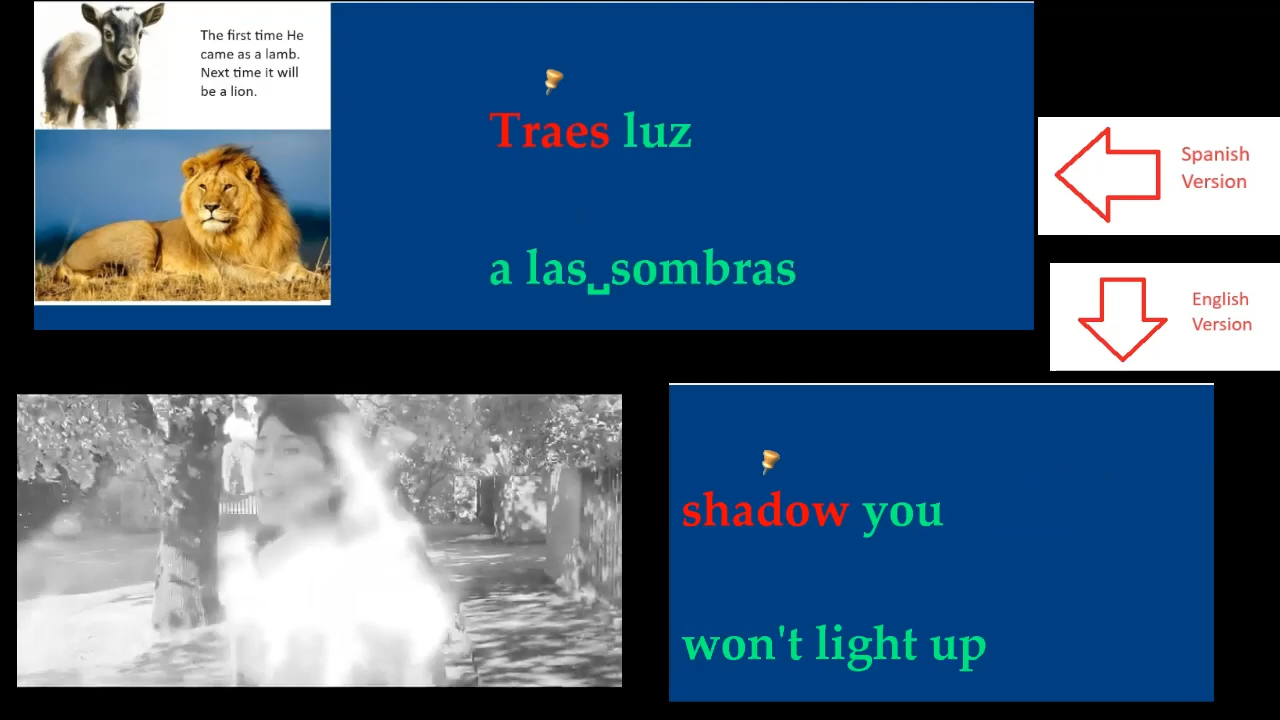 The first time He
came as a lamb.
Next time it will
be a lion.
Traes luz
a las␣sombras
Spanish
Version
English
Version
shadow you
won't light up